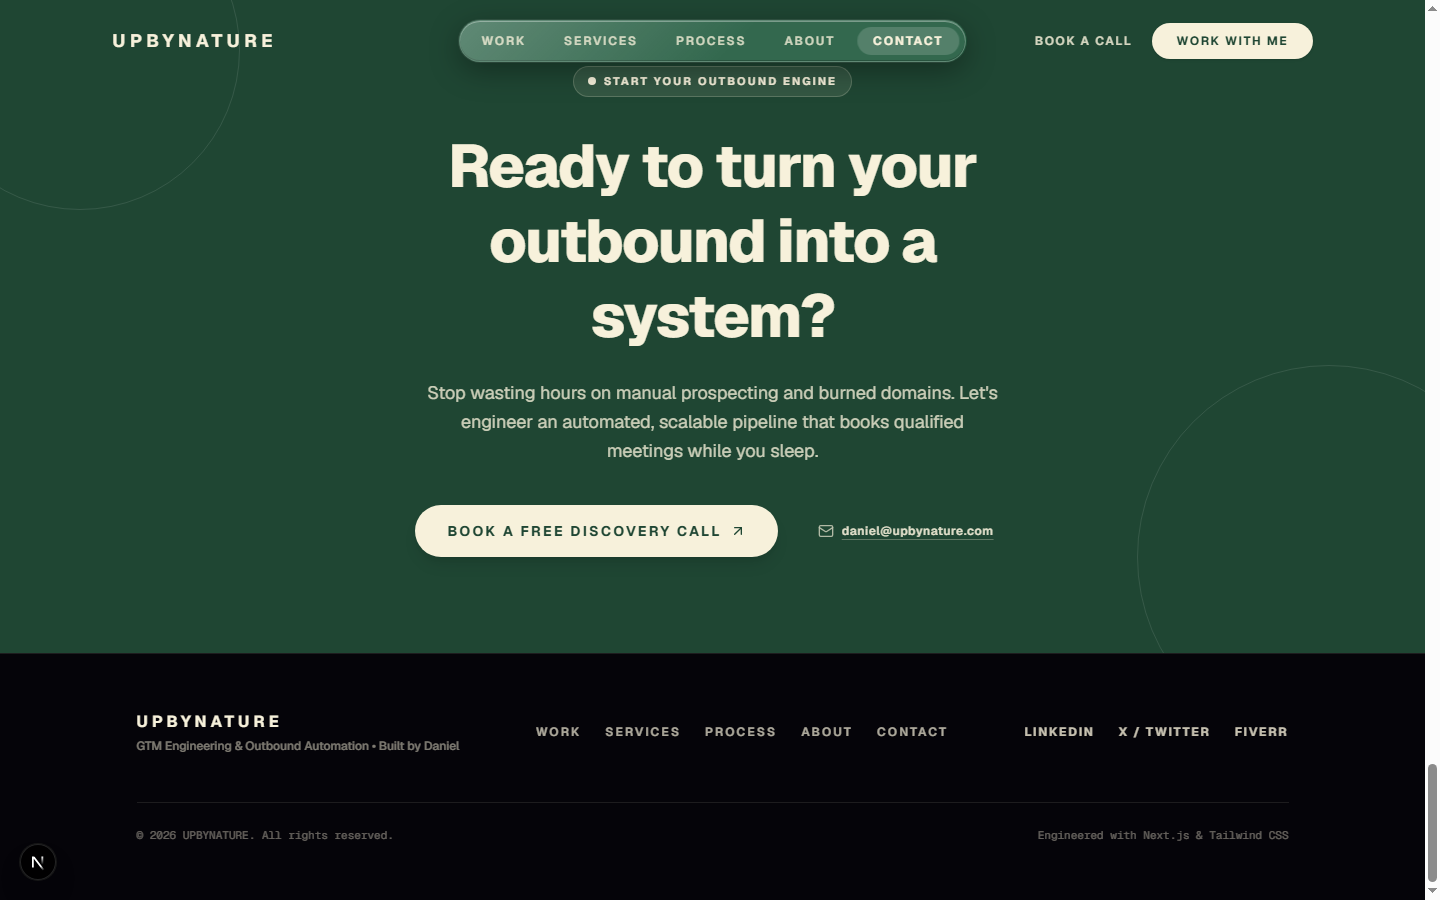 UPBYNATURE
WORK SERVICES PROCESS ABOUT CONTACT
BOOK A CALL WORK WITH ME
START YOUR OUTBOUND ENGINE
Ready to turn your
outbound into a
system?
Stop wasting hours on manual prospecting and burned domains. Let's
engineer an automated, scalable pipeline that books qualified
meetings while you sleep.
BOOK A FREE DISCOVERY CALL
daniel@upbynature.com
UPBYNATURE
GTM Engineering & Outbound Automation • Built by Daniel
WORK SERVICES PROCESS ABOUT CONTACT
LINKEDIN X / TWITTER FIVERR
© 2026 UPBYNATURE. All rights reserved.
Engineered with Next.js & Tailwind CSS
N